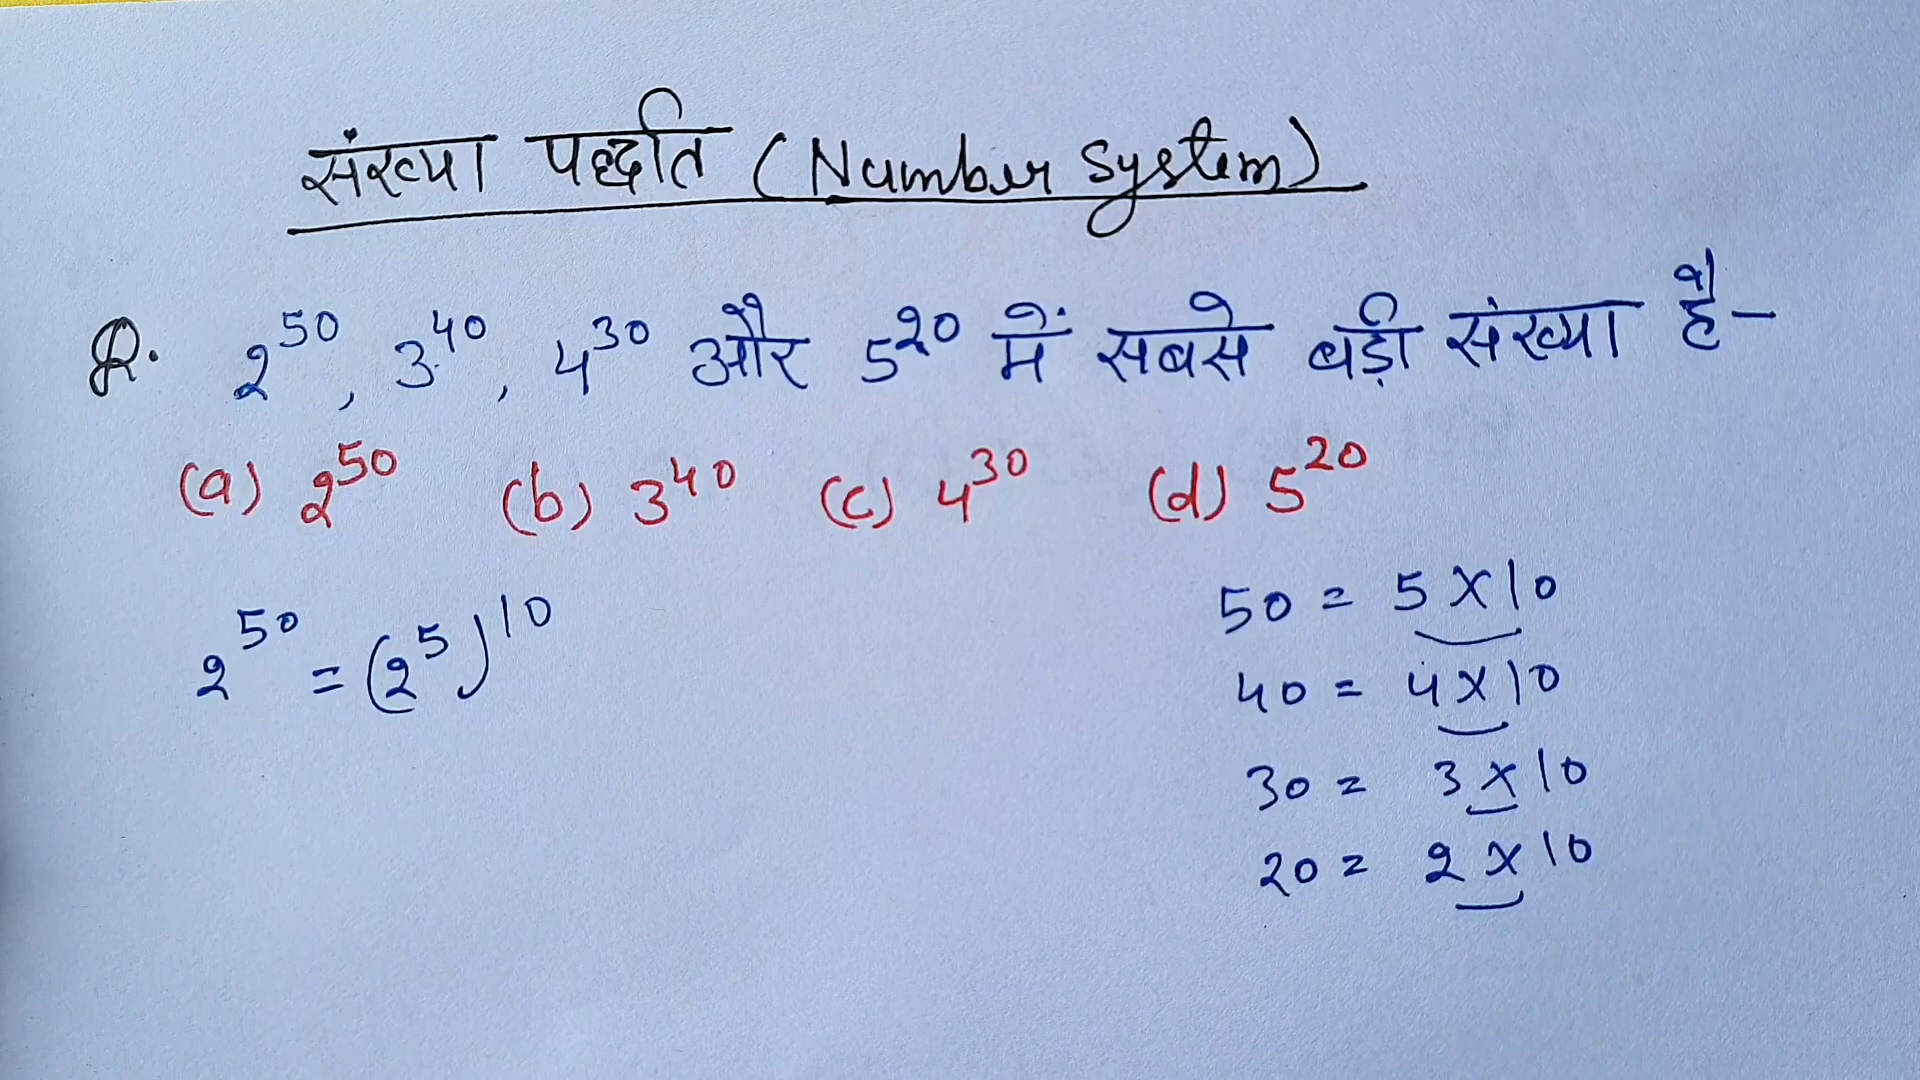 संख्या पद्धति (Number System)
Q. 2^50, 3^40, 4^30 और 5^20 में सबसे बड़ी संख्या है-
(a) 2^50 (b) 3^40 (c) 4^30 (d) 5^20
2^50 = (2^5)^10
50 = 5 × 10
40 = 4 × 10
30 = 3 × 10
20 = 2 × 10